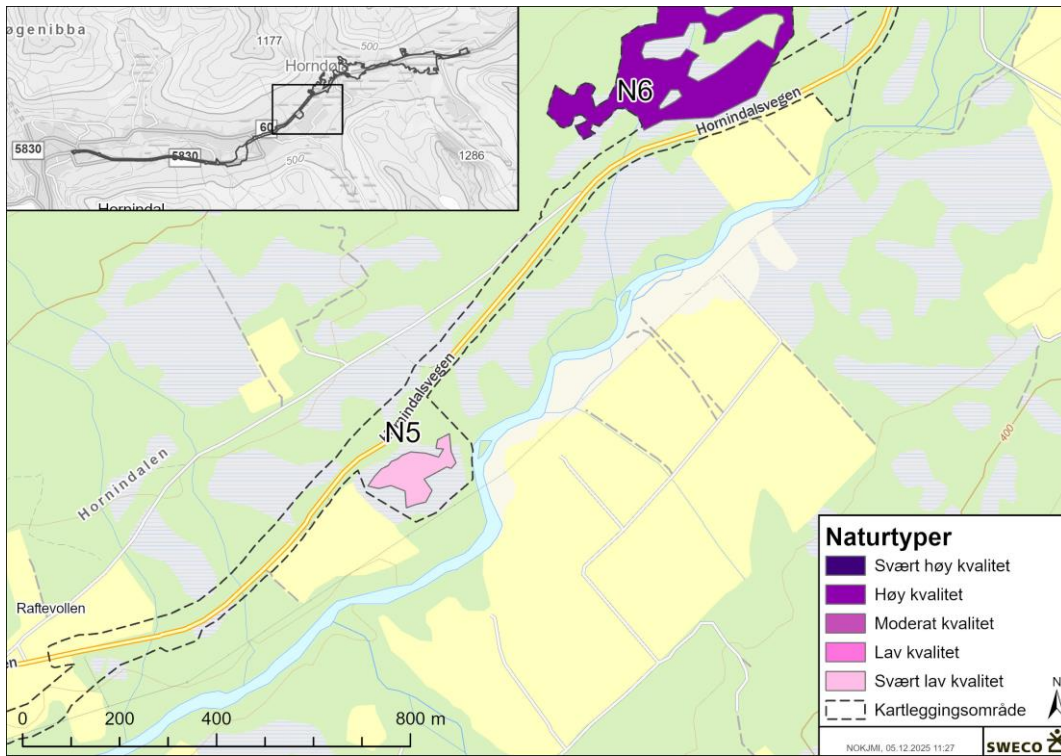 1177
500
Horndøl
60
5830
5830
500
1286
Hornindal
N6
Hornindalsvegen
Hornindalsvegen
N5
Hornindalen
400
Raftevollen
0 200 400 800 m
Naturtyper
Svært høy kvalitet
Høy kvalitet
Moderat kvalitet
Lav kvalitet
Svært lav kvalitet
Kartleggingsområde
N
NOKJMI, 05.12.2025 11:27
SWECO